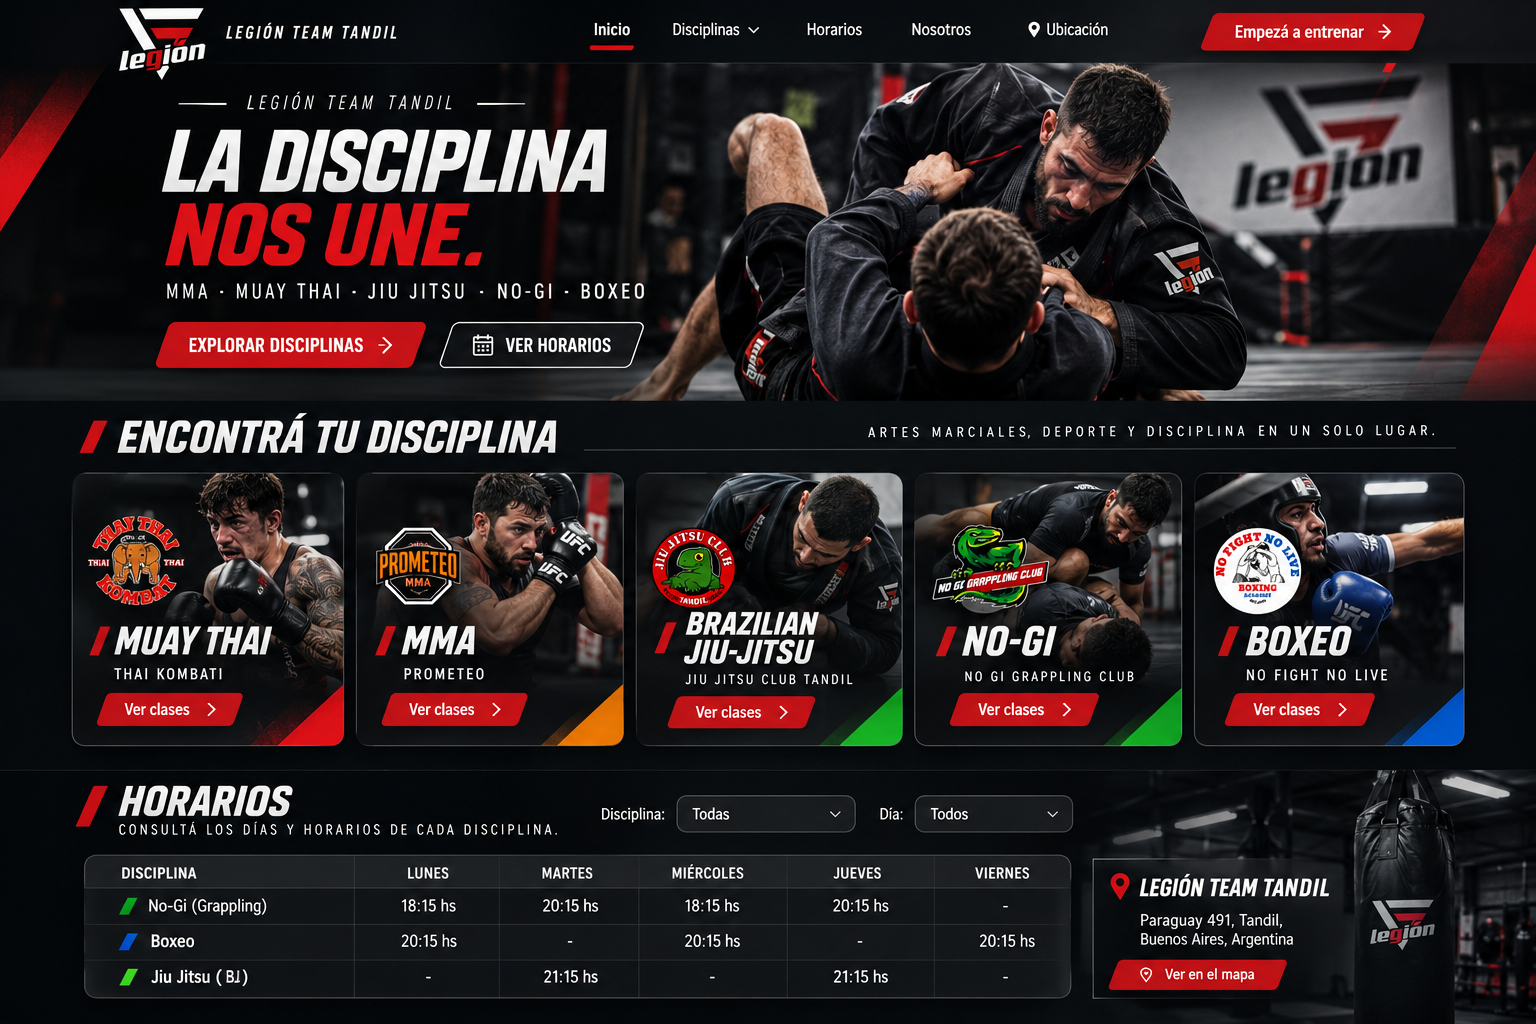 legion
LEGIÓN TEAM TANDIL
Inicio
Disciplinas
Horarios
Nosotros
Ubicación
Empezá a entrenar
LEGIÓN TEAM TANDIL
LA DISCIPLINA
NOS UNE.
MMA · MUAY THAI · JIU JITSU · NO-GI · BOXEO
EXPLORAR DISCIPLINAS
VER HORARIOS
legion
legion
ENCONTRÁ TU DISCIPLINA
ARTES MARCIALES, DEPORTE Y DISCIPLINA EN UN SOLO LUGAR.
MUAY THAI
THAI
KOMBAT
MUAY THAI
THAI KOMBATI
Ver clases
PROMETEO
MMA
UFC
UFC
MMA
PROMETEO
Ver clases
JIU JITSU CLUB
TANDIL
BRAZILIAN
JIU-JITSU
JIU JITSU CLUB TANDIL
Ver clases
NO GI GRAPPLING CLUB
NO-GI
NO GI GRAPPLING CLUB
Ver clases
NO FIGHT NO LIVE
BOXING
UFC
BOXEO
NO FIGHT NO LIVE
Ver clases
HORARIOS
CONSULTÁ LOS DÍAS Y HORARIOS DE CADA DISCIPLINA.
Disciplina:
Todas
Día:
Todos
DISCIPLINA LUNES MARTES MIÉRCOLES JUEVES VIERNES
No-Gi (Grappling) 18:15 hs 20:15 hs 18:15 hs 20:15 hs -
Boxeo 20:15 hs - 20:15 hs - 20:15 hs
Jiu Jitsu ( BJ) - 21:15 hs - 21:15 hs -
LEGIÓN TEAM TANDIL
Paraguay 491, Tandil,
Buenos Aires, Argentina
Ver en el mapa
legion